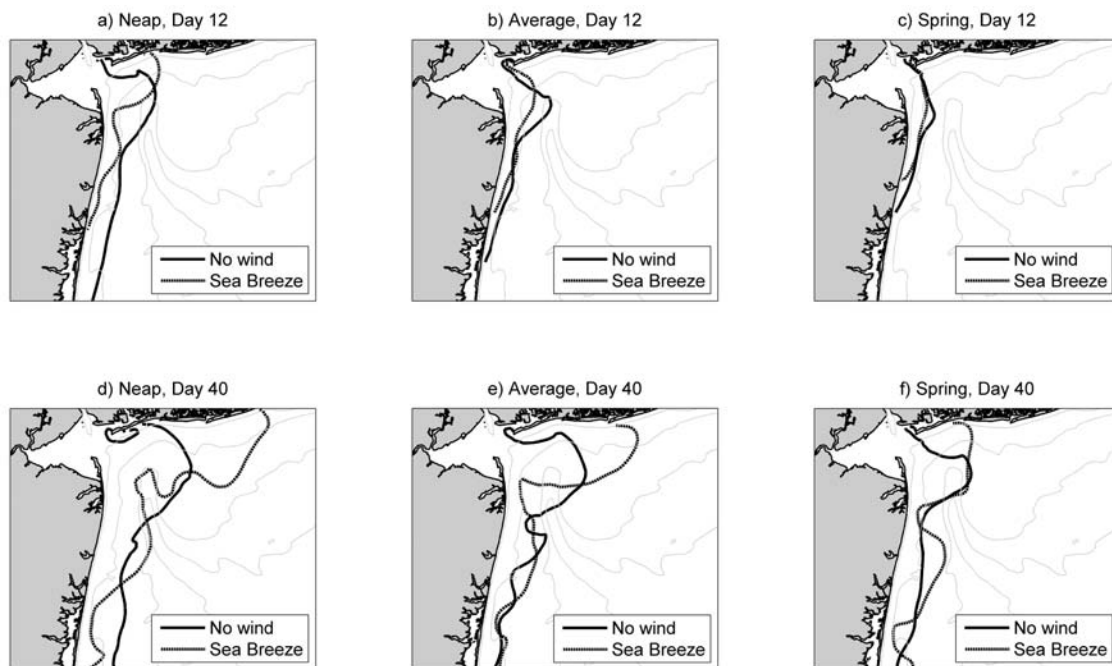 a) Neap, Day 12
No wind
Sea Breeze
b) Average, Day 12
No wind
Sea Breeze
c) Spring, Day 12
No wind
Sea Breeze
d) Neap, Day 40
No wind
Sea Breeze
e) Average, Day 40
No wind
Sea Breeze
f) Spring, Day 40
No wind
Sea Breeze